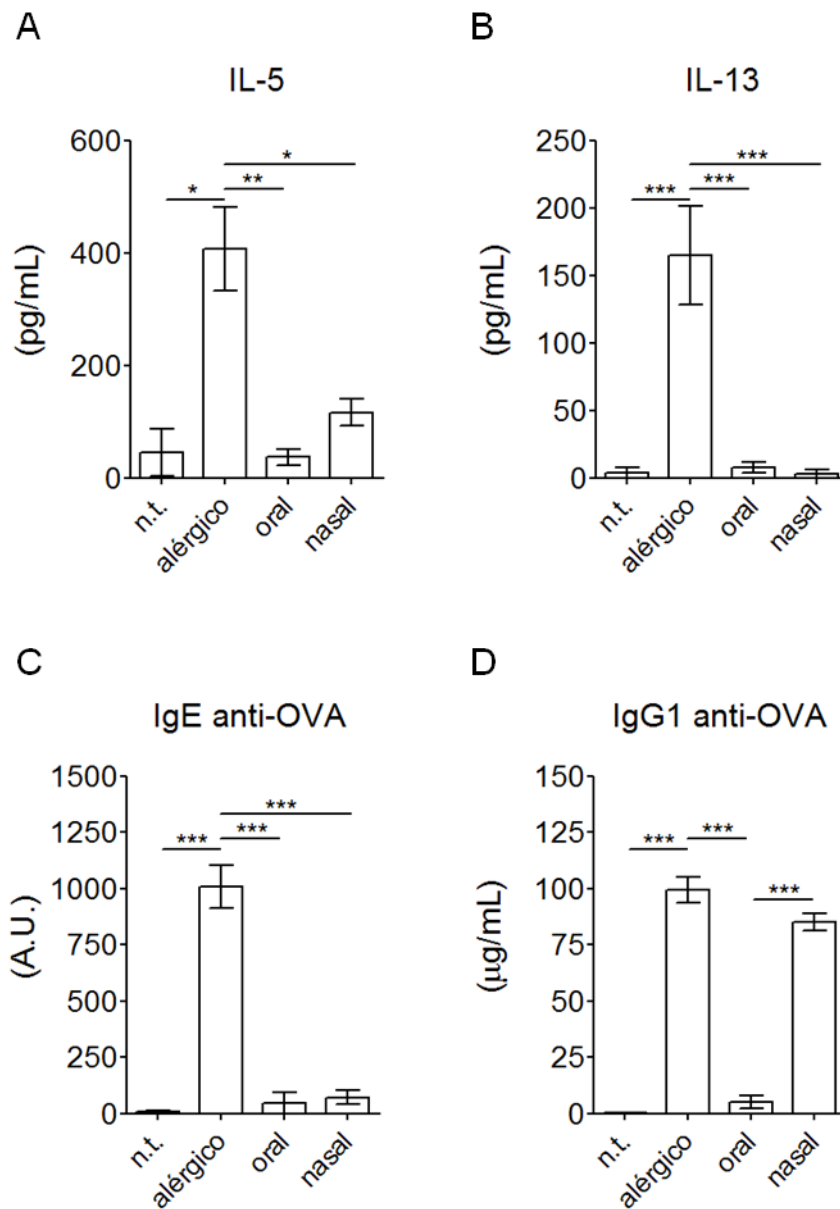 A
IL-5
(pg/mL)
600
400
200
0
*
**
*
n.t.
alérgico
oral
nasal
B
IL-13
(pg/mL)
250
200
150
100
50
0
***
***
***
n.t.
alérgico
oral
nasal
C
IgE anti-OVA
(A.U.)
1500
1250
1000
750
500
250
0
***
***
***
n.t.
alérgico
oral
nasal
D
IgG1 anti-OVA
(µg/mL)
150
125
100
75
50
25
0
***
***
***
n.t.
alérgico
oral
nasal